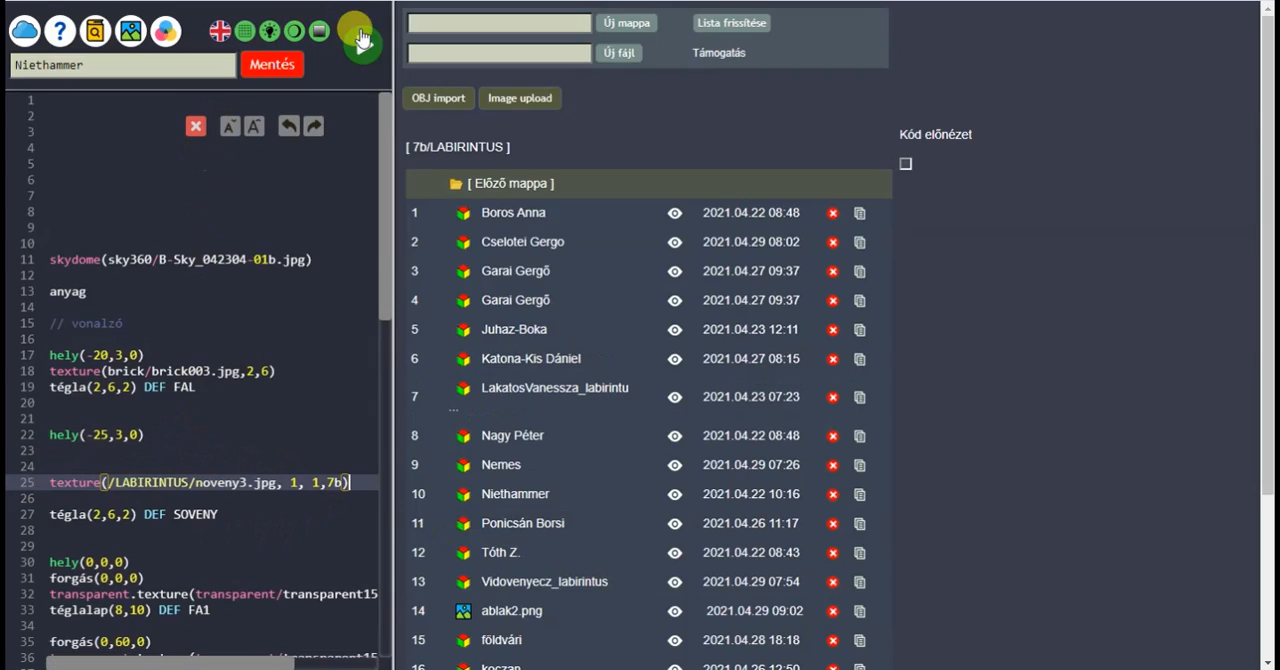 Niethammer
Mentés
1
2
3
4
5
6
7
8
9
10
11 skydome(sky360/B-Sky_042304-01b.jpg)
12
13 anyag
14
15 // vonalzó
16
17 hely(-20,3,0)
18 texture(brick/brick003.jpg,2,6)
19 tégla(2,6,2) DEF FAL
20
21
22 hely(-25,3,0)
23
24
25 texture(/LABIRINTUS/noveny3.jpg, 1, 1,7b)
26
27 tégla(2,6,2) DEF SOVENY
28
29
30 hely(0,0,0)
31 forgás(0,0,0)
32 transparent.texture(transparent/transparent15
33 téglalap(8,10) DEF FA1
34
35 forgás(0,60,0)
36
Új mappa
Lista frissítése
Új fájl
Támogatás
OBJ import
Image upload
[ 7b/LABIRINTUS ]
Kód előnézet
[ Előző mappa ]
1 Boros Anna 2021.04.22 08:48
2 Cselotei Gergo 2021.04.29 08:02
3 Garai Gergő 2021.04.27 09:37
4 Garai Gergő 2021.04.27 09:37
5 Juhaz-Boka 2021.04.23 12:11
6 Katona-Kis Dániel 2021.04.27 08:15
7 LakatosVanessza_labirintu... 2021.04.23 07:23
8 Nagy Péter 2021.04.22 08:48
9 Nemes 2021.04.29 07:26
10 Niethammer 2021.04.22 10:16
11 Ponicsán Borsi 2021.04.26 11:17
12 Tóth Z. 2021.04.22 08:43
13 Vidovenyecz_labirintus 2021.04.29 07:54
14 ablak2.png 2021.04.29 09:02
15 földvári 2021.04.28 18:18
16 koczan 2021.04.26 12:50